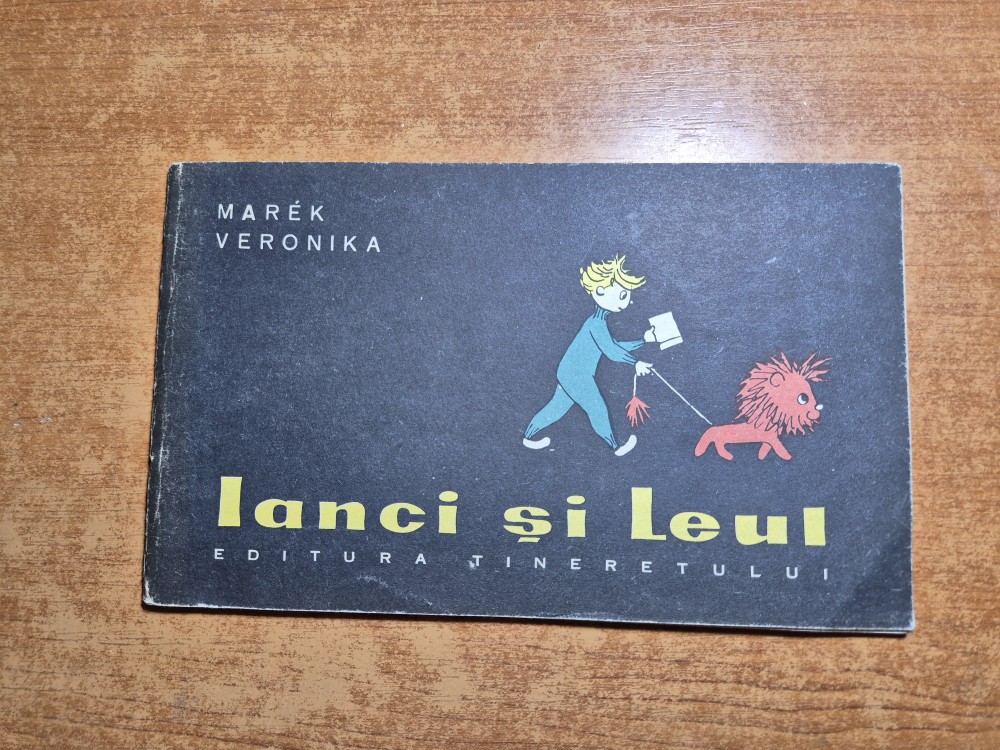 MARÉK
VERONIKA
Ianci și Leul
EDITURA TINERETULUI